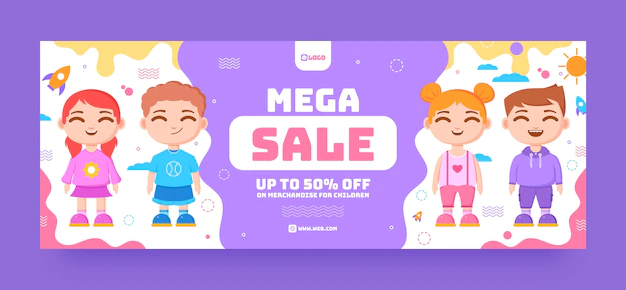 LOGO
MEGA
SALE
UP TO 50% OFF
ON MERCHANDISE FOR CHILDREN
WWW.WEB.COM